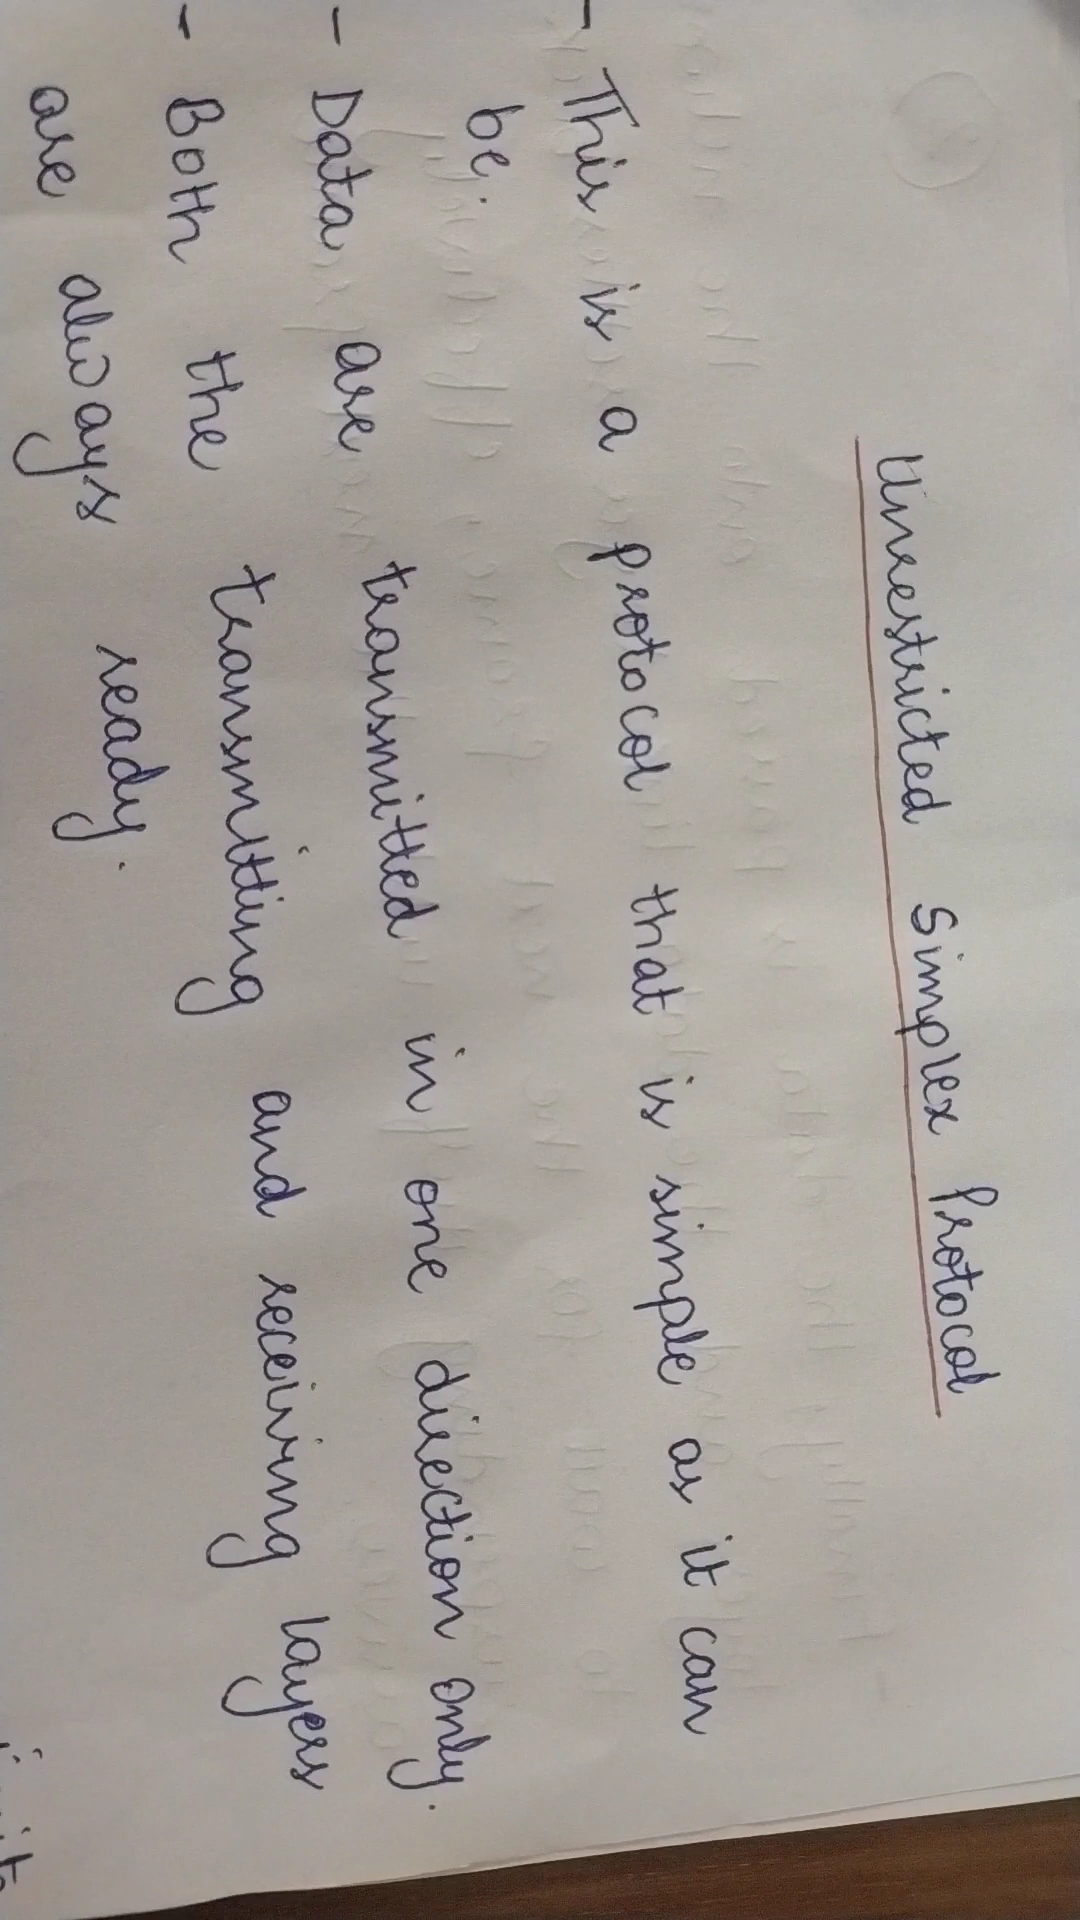 Unrestricted Simplex Protocol
- This is a protocol that is simple as it can
be.
- Data are transmitted in one direction only.
- Both the transmitting and receiving layers
are always ready.